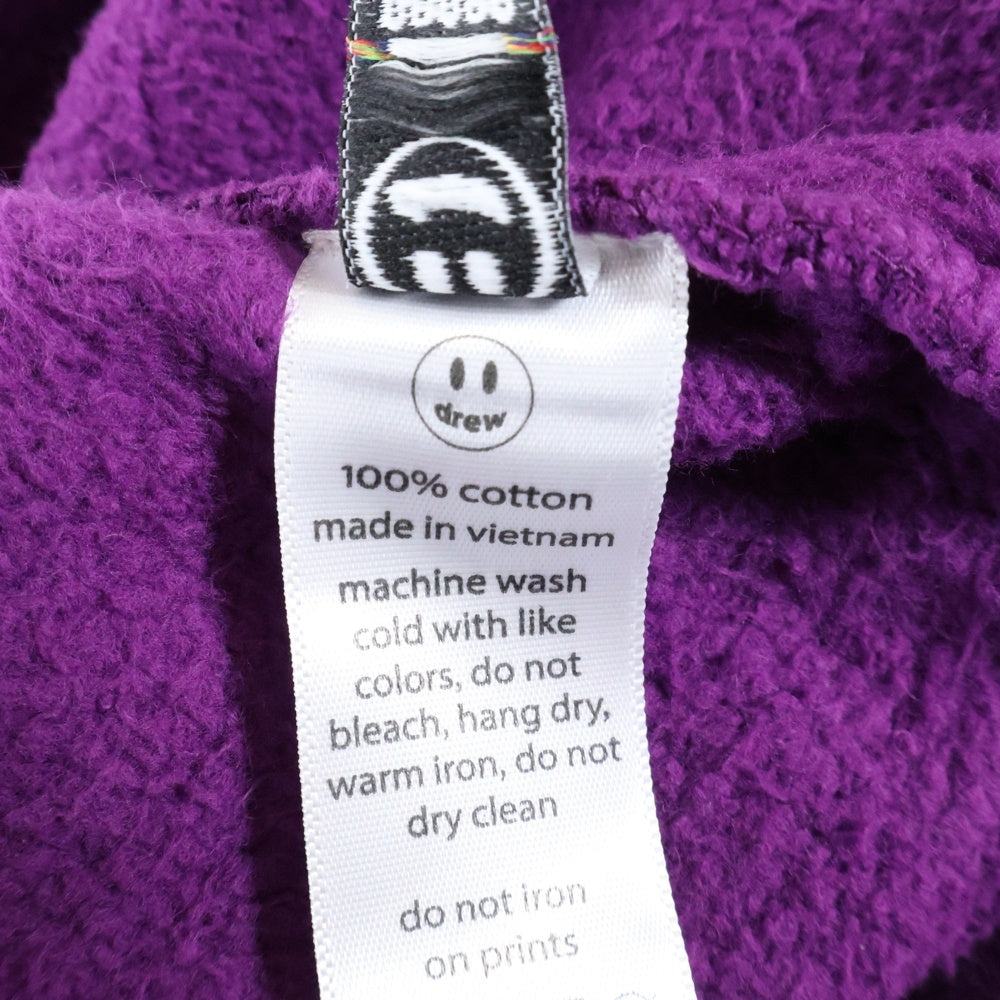 drew
100% cotton
made in vietnam
machine wash
cold with like
colors, do not
bleach, hang dry,
warm iron, do not
dry clean
do not iron
on prints